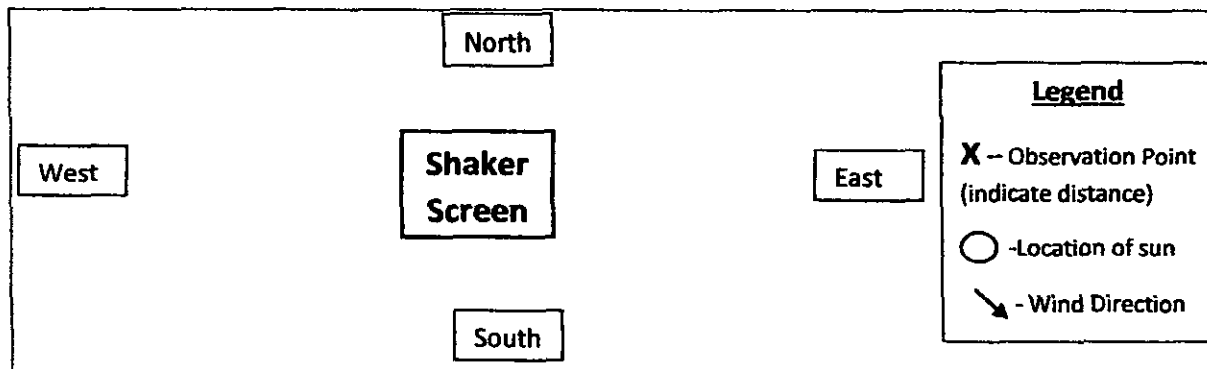 North
West
Shaker
Screen
East
South
Legend
X – Observation Point
(indicate distance)
-Location of sun
- Wind Direction